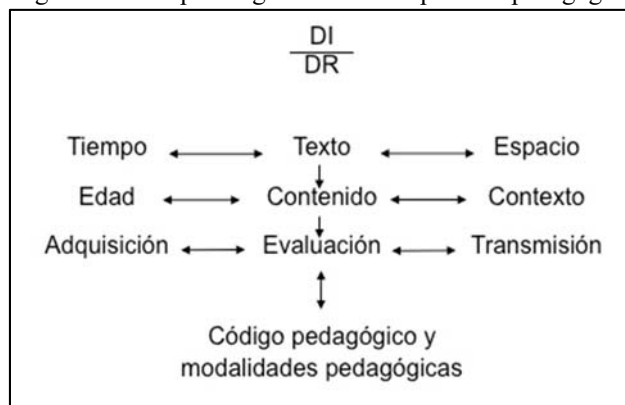 DI
DR
Tiempo Texto Espacio
Edad Contenido Contexto
Adquisición Evaluación Transmisión
Código pedagógico y
modalidades pedagógicas